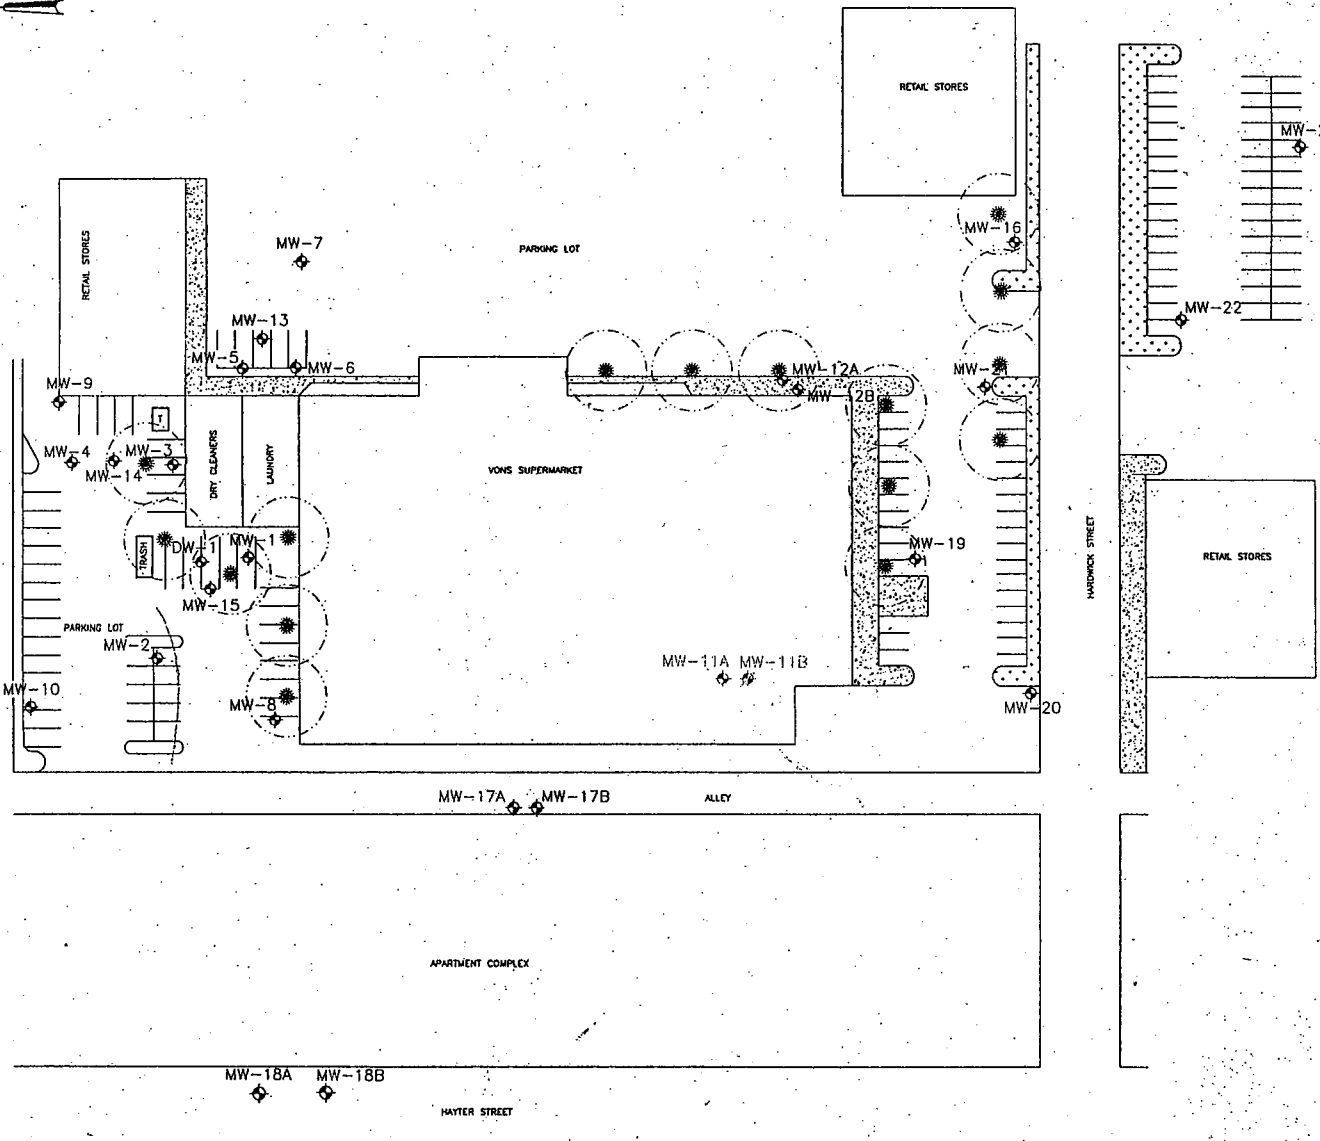 RETAIL STORES
MW-
MW-16
MW-7
PARKING LOT
RETAIL STORES
MW-22
MW-13
MW-5
MW-6
MW-12A
MW-9
MW-4
MW-3
MW-14
T
DRY CLEANERS
LAUNDRY
VONS SUPERMARKET
DW-1
MW-1
TRASH
MW-19
HARDWICK STREET
RETAIL STORES
MW-15
PARKING LOT
MW-2
MW-11A
MW-11B
MW-10
MW-8
MW-20
MW-17A
MW-17B
ALLEY
APARTMENT COMPLEX
MW-18A
MW-18B
HAYTER STREET